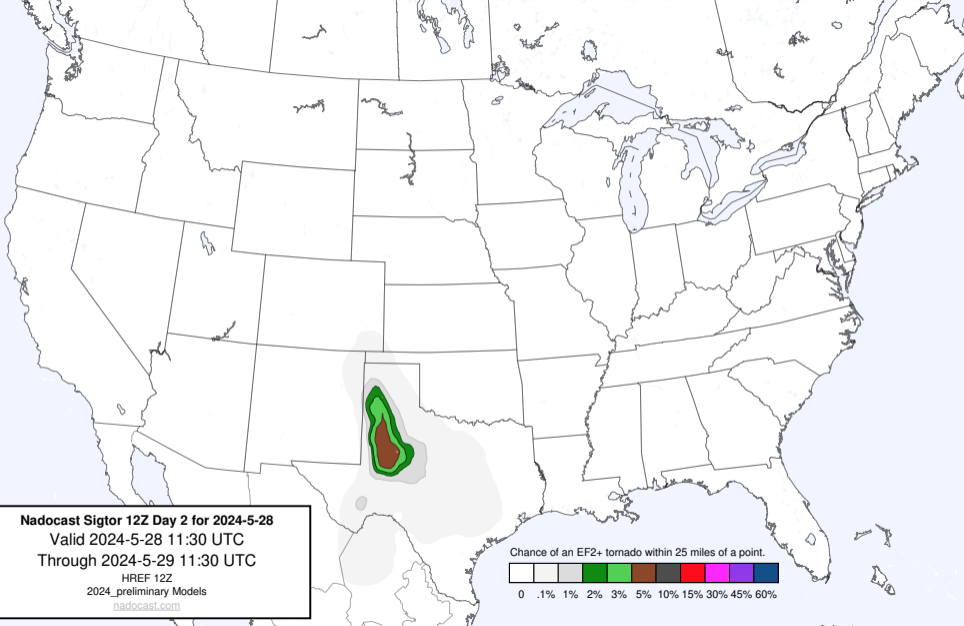 Nadocast Sigtor 12Z Day 2 for 2024-5-28
Valid 2024-5-28 11:30 UTC
Through 2024-5-29 11:30 UTC
HREF 12Z
2024_preliminary Models
nadocast.com
Chance of an EF2+ tornado within 25 miles of a point.
0 .1% 1% 2% 3% 5% 10% 15% 30% 45% 60%